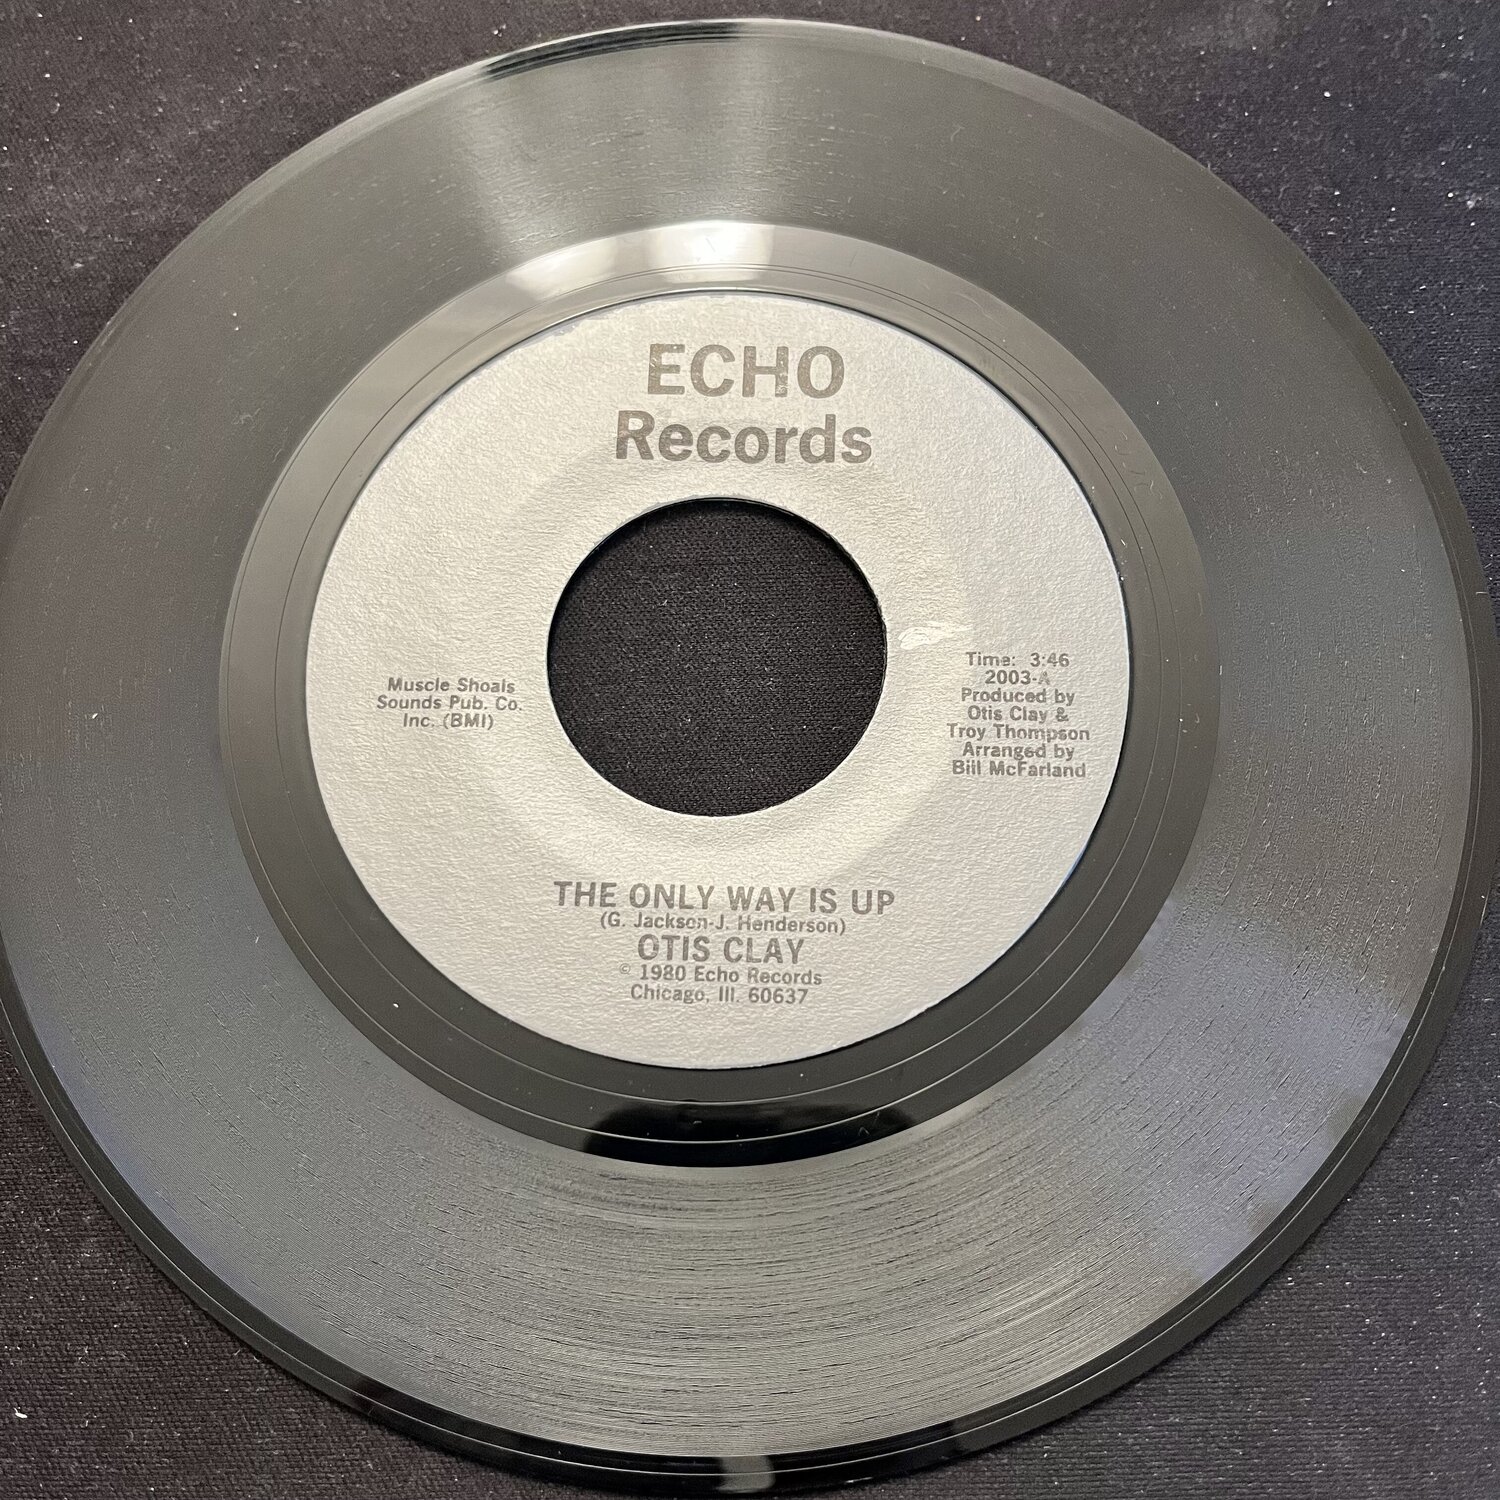 ECHO
Records
Muscle Shoals
Sounds Pub. Co.
Inc. (BMI)
Time: 3:46
2003-A
Produced by
Otis Clay &
Troy Thompson
Arranged by
Bill McFarland
THE ONLY WAY IS UP
(G. Jackson-J. Henderson)
OTIS CLAY
© 1980 Echo Records
Chicago, Ill. 60637